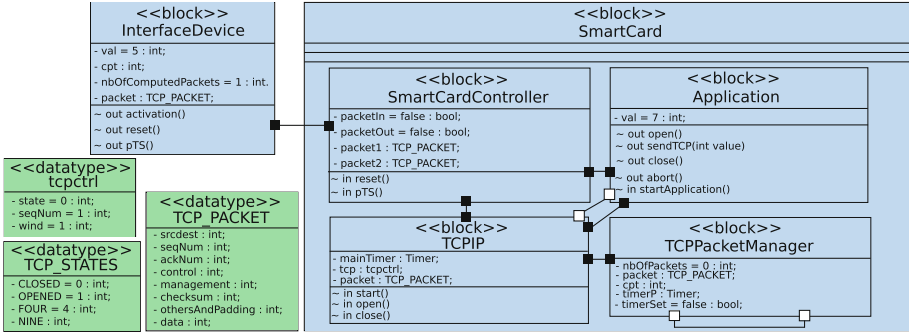 <<block>>
InterfaceDevice
- val = 5 : int;
- cpt : int;
- nbOfComputedPackets = 1 : int.
- packet : TCP_PACKET;
~ out activation()
~ out reset()
~ out pTS()
<<block>>
SmartCard
<<block>>
SmartCardController
- packetIn = false : bool;
- packetOut = false : bool;
- packet1 : TCP_PACKET;
- packet2 : TCP_PACKET;
~ in reset()
~ in pTS()
<<block>>
Application
- val = 7 : int;
~ out open()
~ out sendTCP(int value)
~ out close()
~ out abort()
~ in startApplication()
<<datatype>>
tcpctrl
- state = 0 : int;
- seqNum = 1 : int;
- wind = 1 : int;
<<datatype>>
TCP_STATES
- CLOSED = 0 : int;
- OPENED = 1 : int;
- FOUR = 4 : int;
- NINE : int;
<<datatype>>
TCP_PACKET
- srcdest : int;
- seqNum : int;
- ackNum : int;
- control : int;
- management : int;
- checksum : int;
- othersAndPadding : int;
- data : int;
<<block>>
TCPIP
- mainTimer : Timer;
- tcp : tcpctrl;
- packet : TCP_PACKET;
~ in start()
~ in open()
~ in close()
<<block>>
TCPPacketManager
- nbOfPackets = 0 : int;
- packet : TCP_PACKET;
- cpt : int;
- timerP : Timer;
- timerSet = false : bool;